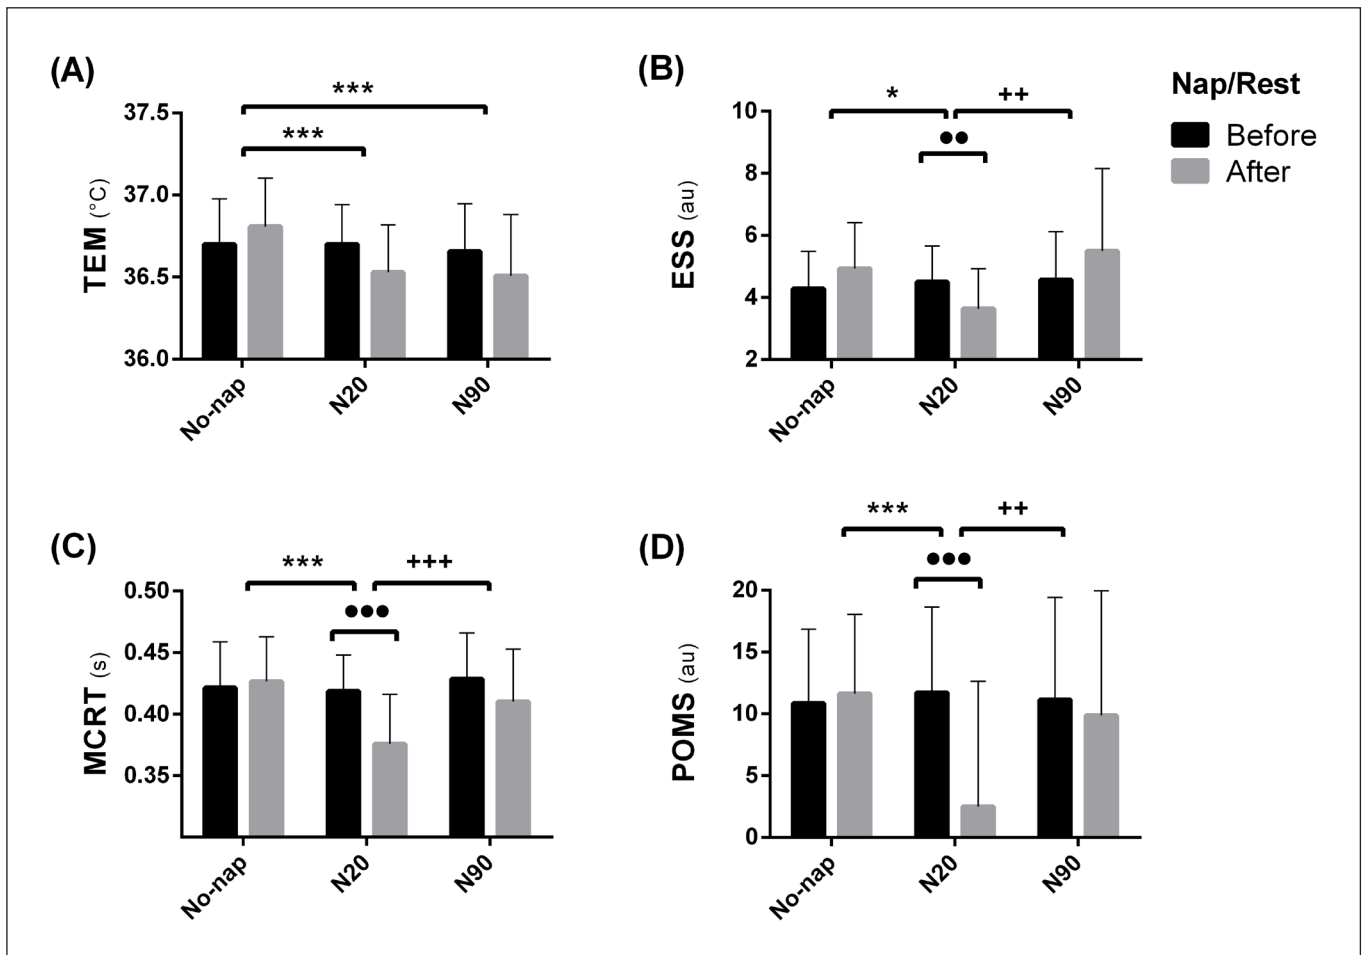 (A)
***
***
37.5
37.0
36.5
36.0
TEM (°C)
No-nap
N20
N90
(B)
*
++
●●
10
8
6
4
2
ESS (au)
No-nap
N20
N90
Nap/Rest
Before
After
(C)
***
+++
●●●
0.50
0.45
0.40
0.35
MCRT (s)
No-nap
N20
N90
(D)
***
++
●●●
20
15
10
5
0
POMS (au)
No-nap
N20
N90